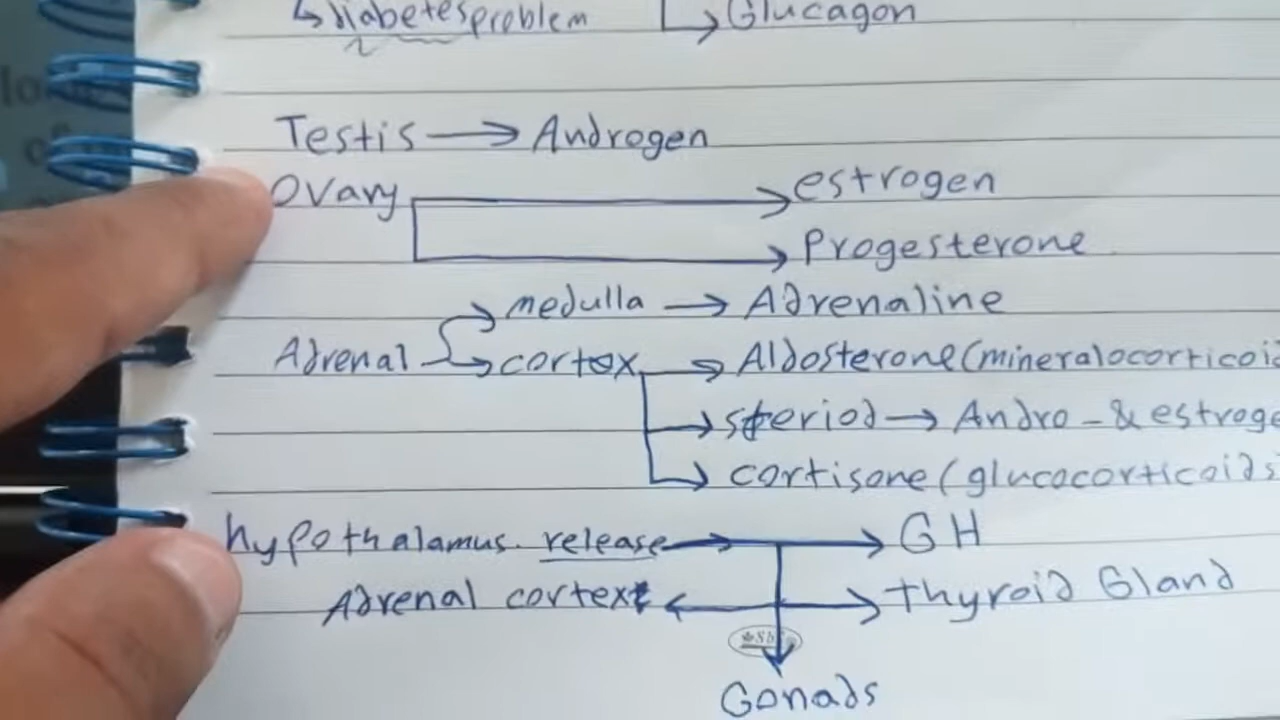 ↳ diabetes problem → Glucagon
Testis → Androgen
Ovary → estrogen
→ Progesterone
medulla → Adrenaline
Adrenal → cortex → Aldosterone (mineralocorticoi
→ steriod → Andro - & estroge
→ cortisone (glucocorticoids
hypothalamus release → GH
Adrenal cortex ← → thyroid Gland
Gonads